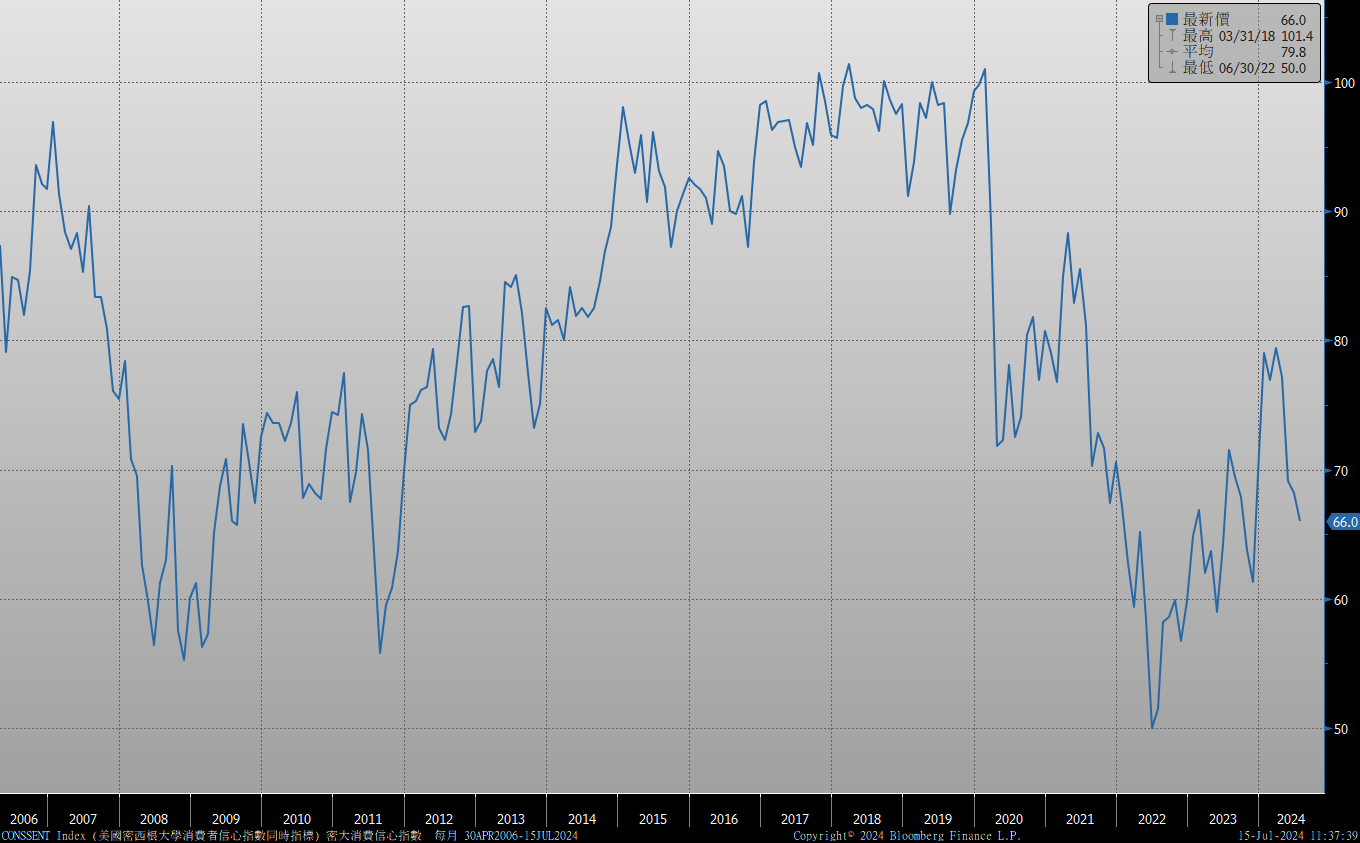 最新價 66.0
最高 03/31/18 101.4
平均 79.8
最低 06/30/22 50.0
100
90
80
70
66.0
60
50
2006 2007 2008 2009 2010 2011 2012 2013 2014 2015 2016 2017 2018 2019 2020 2021 2022 2023 2024
CONSSENT Index (美國密西根大學消費者信心指數同時指標) 密大消費信心指數 每月 30APR2006-15JUL2024 Copyright© 2024 Bloomberg Finance L.P. 15-Jul-2024 11:37:39